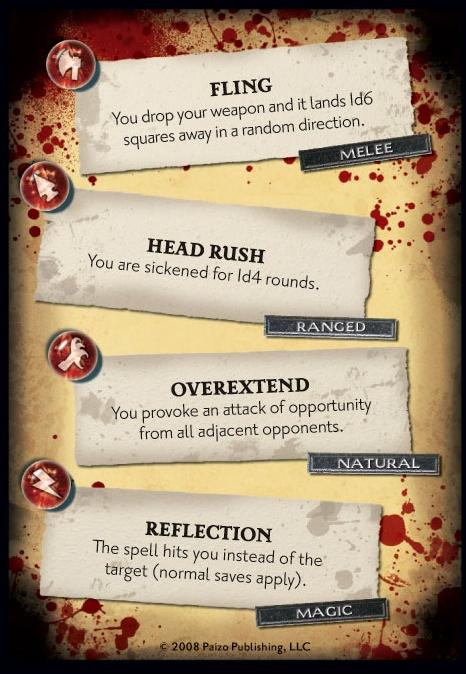 FLING
You drop your weapon and it lands 1d6
squares away in a random direction.
MELEE
HEAD RUSH
You are sickened for 1d4 rounds.
RANGED
OVEREXTEND
You provoke an attack of opportunity
from all adjacent opponents.
NATURAL
REFLECTION
The spell hits you instead of the
target (normal saves apply).
MAGIC
© 2008 Paizo Publishing, LLC